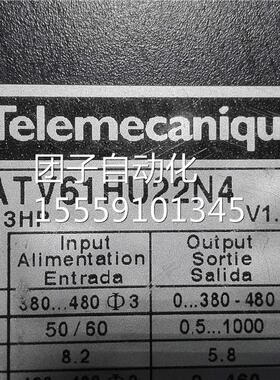 Telemecaniqu
ATV61HU22N4
团子自动化
3HP V1.
15559101345
Input Output
Alimentation Sortie
Entrada Salida
380...480 Φ 3 0...380 - 480
50 / 60 0.5...1000
8.2 5.8